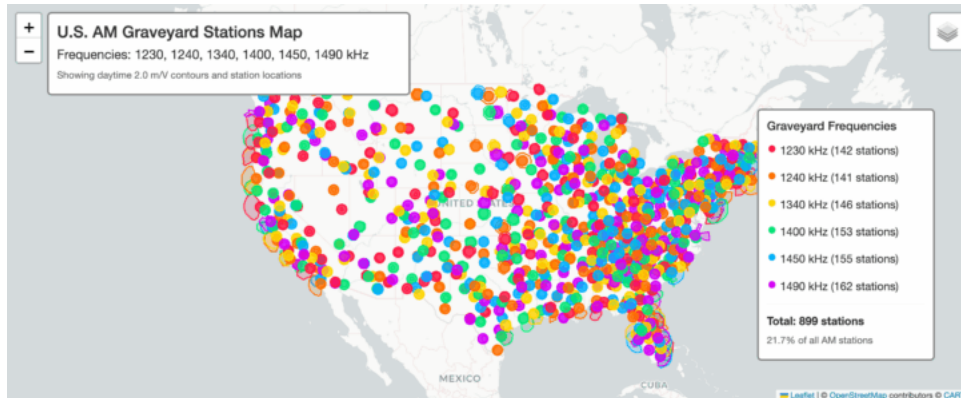 +
−
U.S. AM Graveyard Stations Map
Frequencies: 1230, 1240, 1340, 1400, 1450, 1490 kHz
Showing daytime 2.0 m/V contours and station locations
Graveyard Frequencies
1230 kHz (142 stations)
1240 kHz (141 stations)
1340 kHz (146 stations)
1400 kHz (153 stations)
1450 kHz (155 stations)
1490 kHz (162 stations)
Total: 899 stations
21.7% of all AM stations
UNITED STATES
MEXICO
CUBA
Leaflet | © OpenStreetMap contributors © CAR